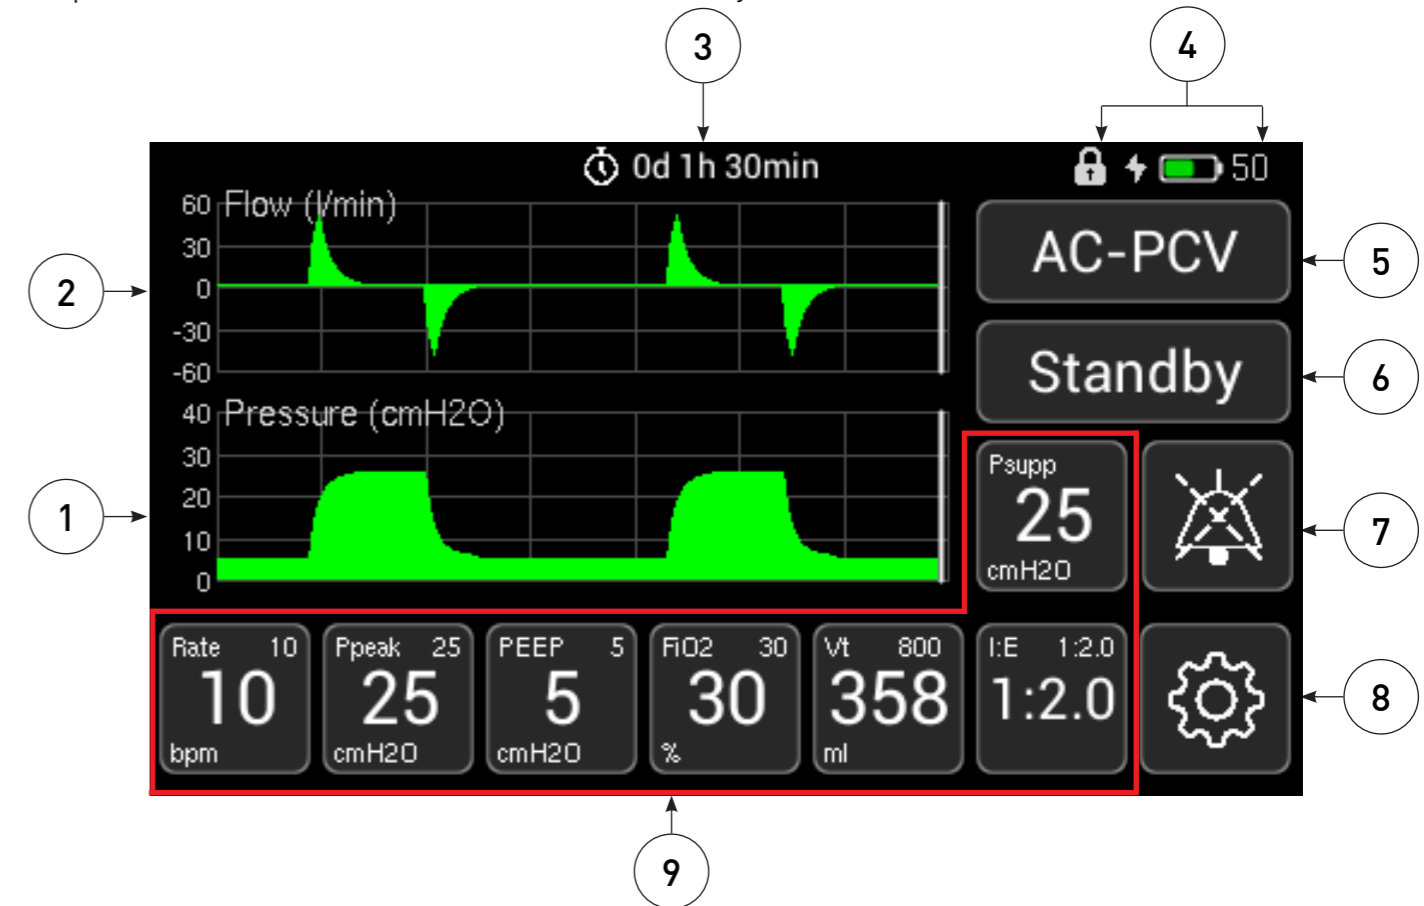 3
4
0d 1h 30min
50
60 Flow (l/min)
30
0
-30
-60
2
AC-PCV
5
Standby
6
40 Pressure (cmH2O)
30
20
10
0
1
Psupp
25
cmH2O
7
Rate 10
10
bpm
Ppeak 25
25
cmH2O
PEEP 5
5
cmH2O
FiO2 30
30
%
Vt 800
358
ml
I:E 1:2.0
1:2.0
8
9